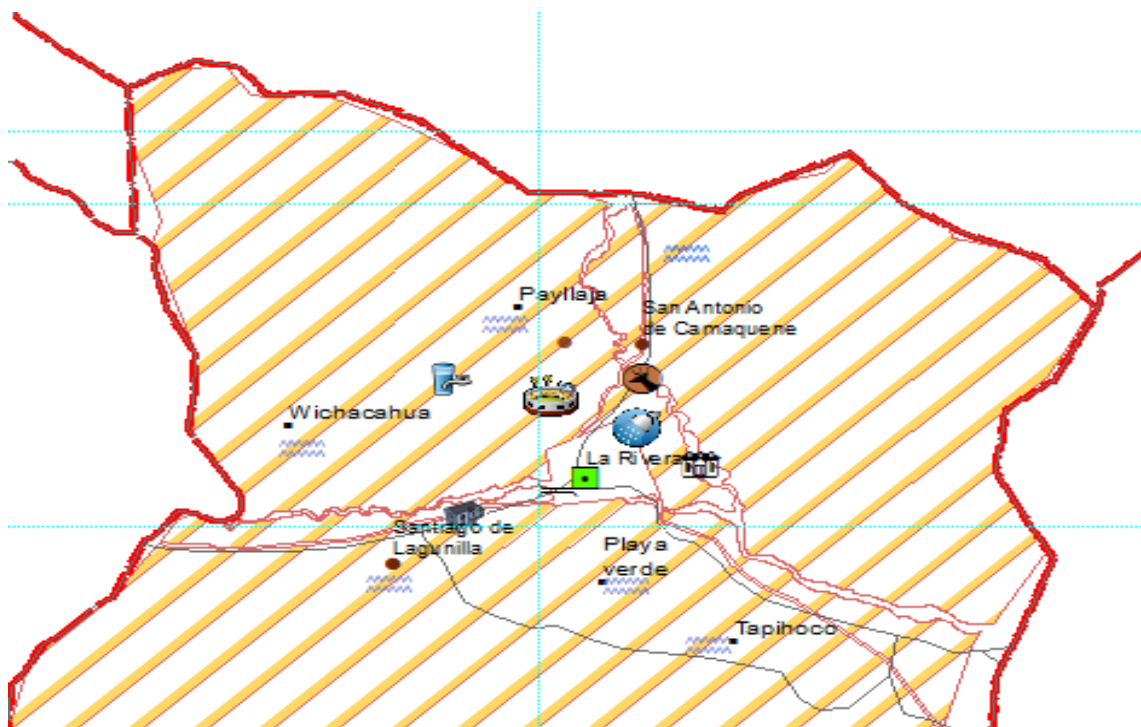 Payllaja
San Antonio
de Camaquene
Wichacahua
La Rivera
Santiago de
Lagunilla
Playa
verde
Tapihoco